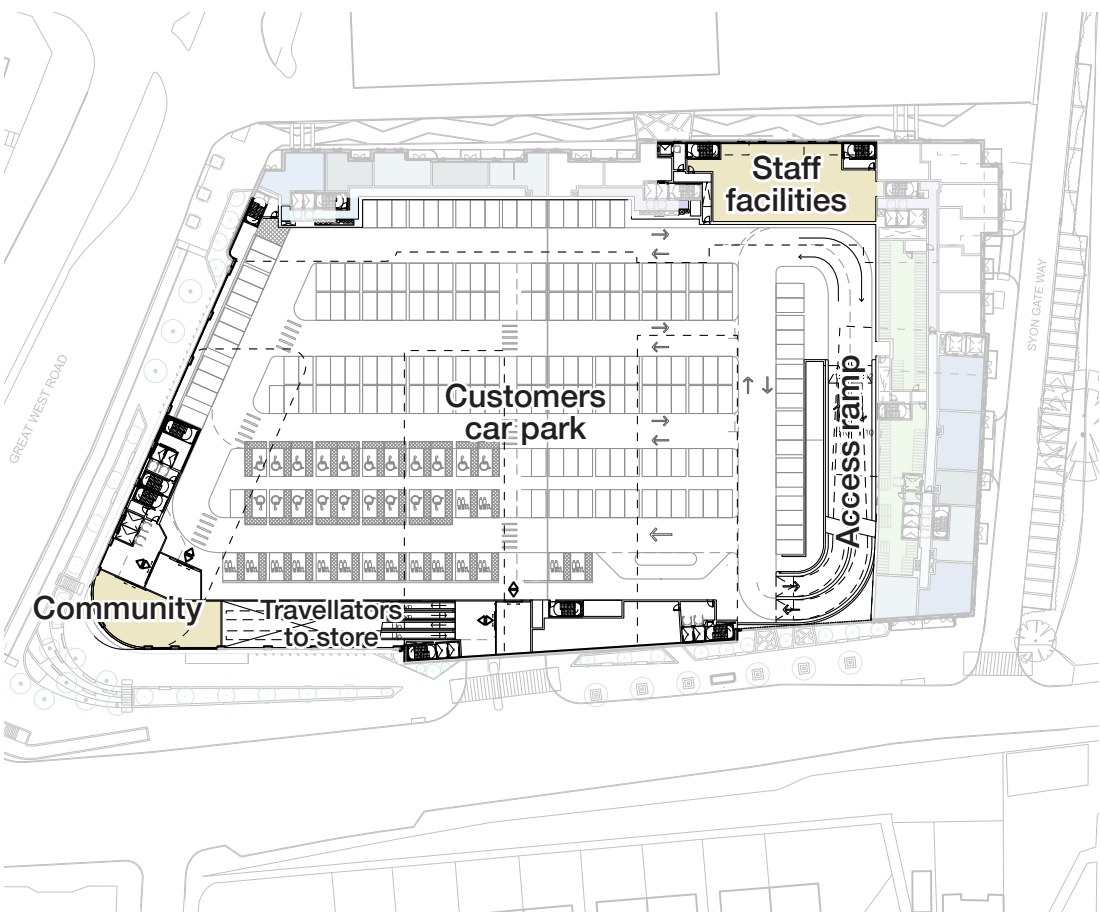 Staff
facilities
SYON GATE WAY
GREAT WEST ROAD
Customers
car park
Access ramp
Community
Travellators
to store